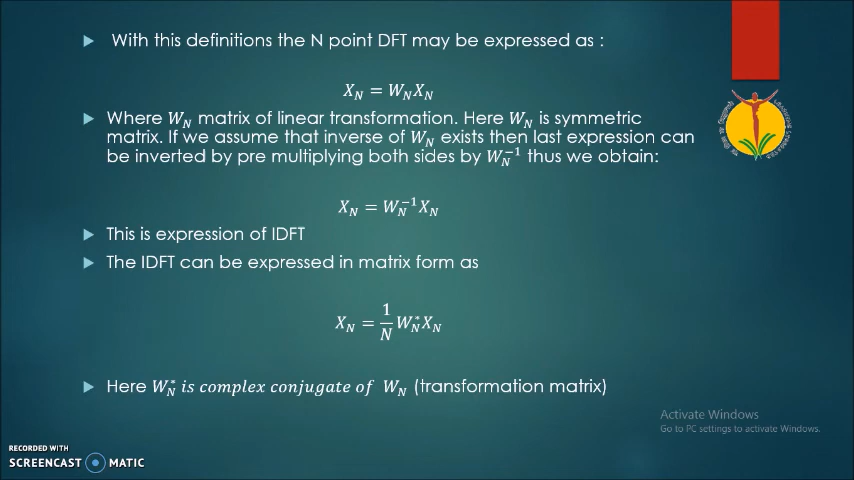 With this definitions the N point DFT may be expressed as :
X_N = W_N X_N
Where W_N matrix of linear transformation. Here W_N is symmetric
matrix. If we assume that inverse of W_N exists then last expression can
be inverted by pre multiplying both sides by W_N^{-1} thus we obtain:
X_N = W_N^{-1} X_N
This is expression of IDFT
The IDFT can be expressed in matrix form as
X_N = \frac{1}{N} W_N^* X_N
Here W_N^* is complex conjugate of W_N (transformation matrix)
Activate Windows
Go to PC settings to activate Windows.
RECORDED WITH
SCREENCAST MATIC